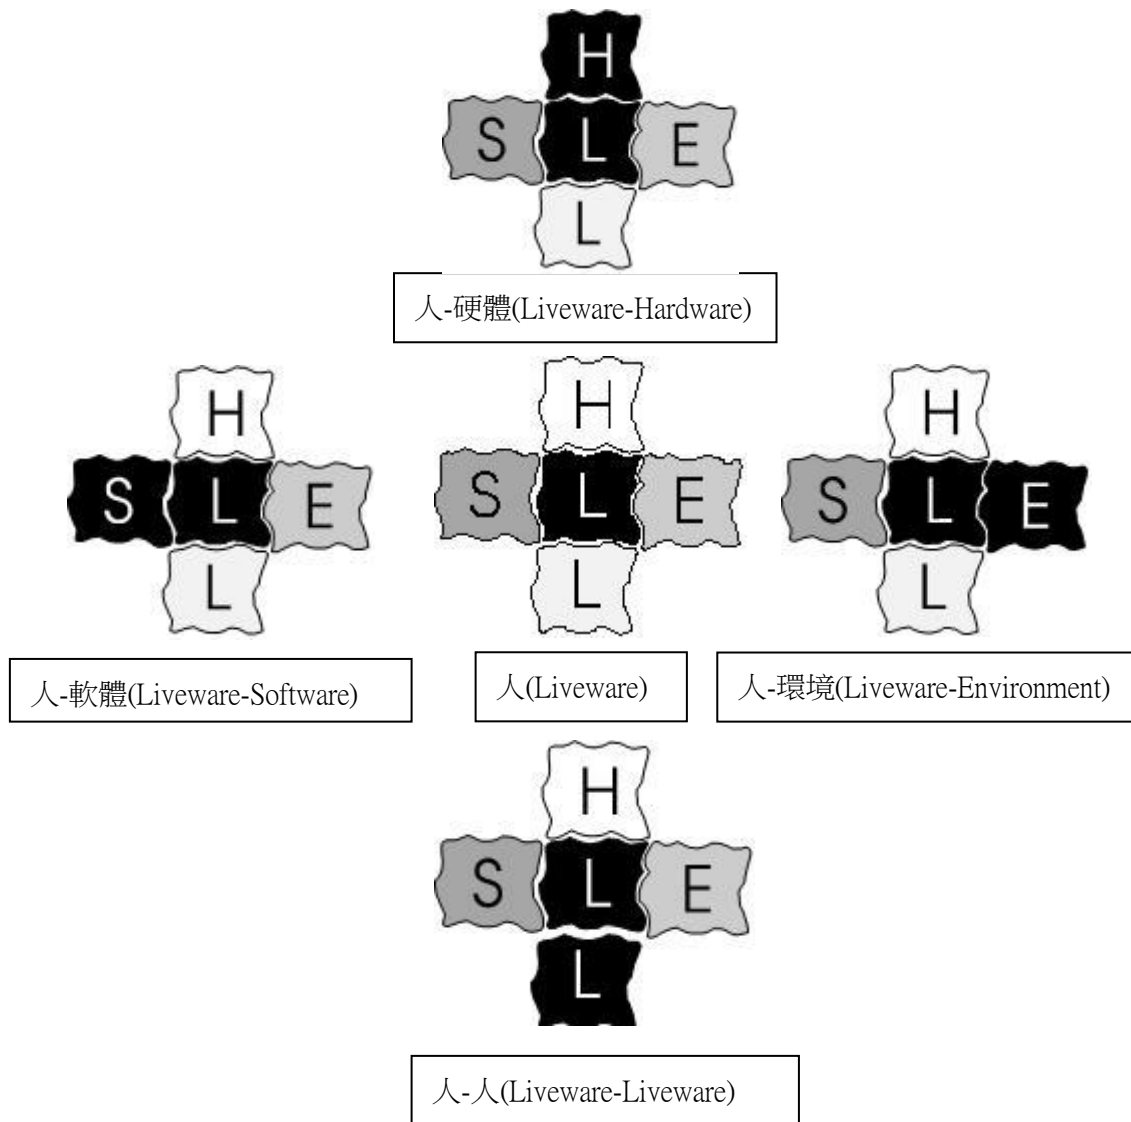 H
S L E
L
人-硬體(Liveware-Hardware)
H
S L E
L
人-軟體(Liveware-Software)
H
S L E
L
人(Liveware)
H
S L E
L
人-環境(Liveware-Environment)
H
S L E
L
人-人(Liveware-Liveware)